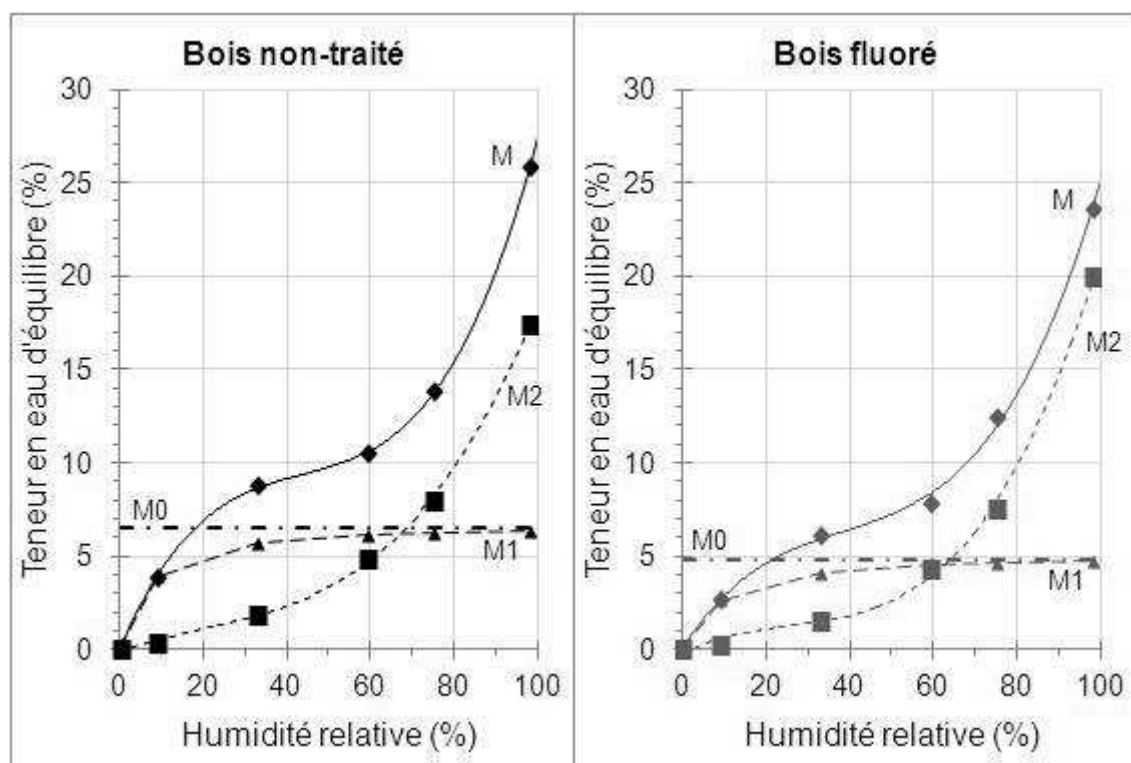 Bois non-traité
Teneur en eau d'équilibre (%)
30
25
20
15
10
5
0
M
M2
M0
M1
0 20 40 60 80 100
Humidité relative (%)
Bois fluoré
Teneur en eau d'équilibre (%)
30
25
20
15
10
5
0
M
M2
M0
M1
0 20 40 60 80 100
Humidité relative (%)